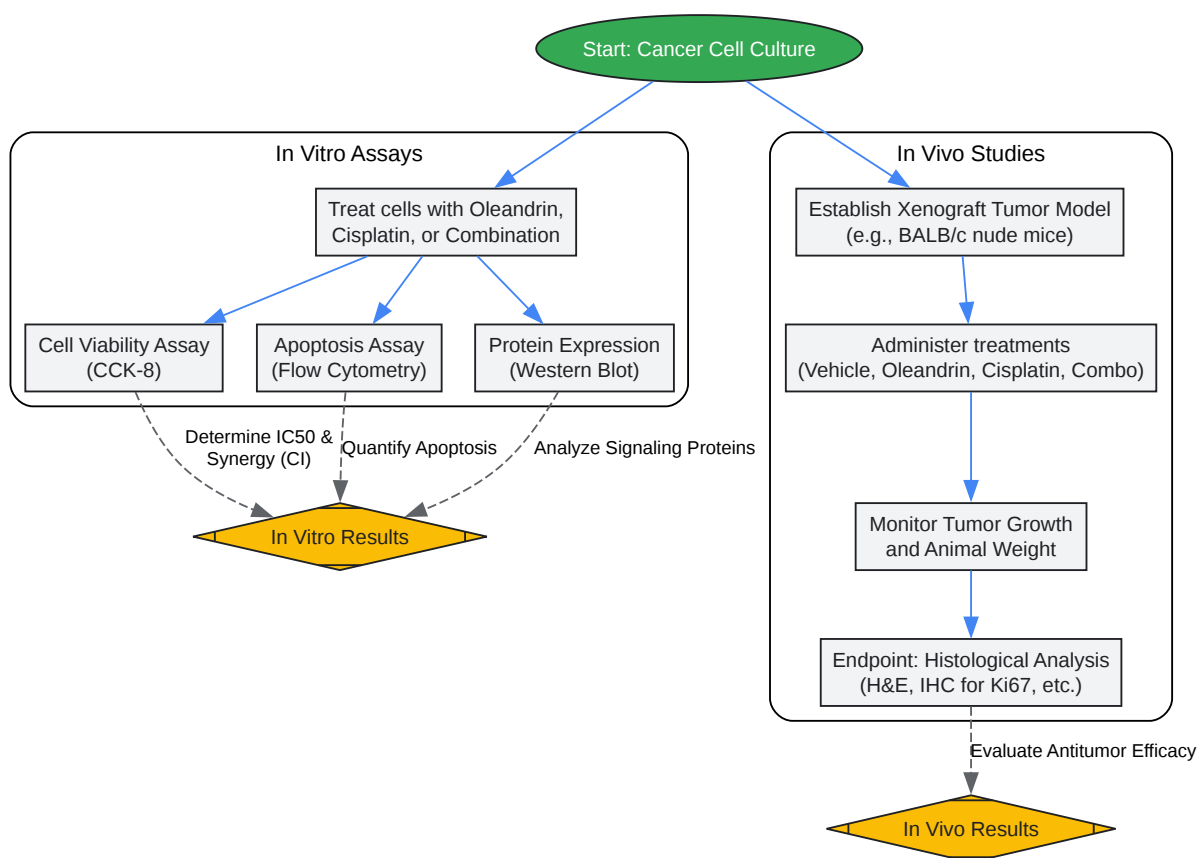 Start: Cancer Cell Culture
In Vitro Assays
Treat cells with Oleandrin,
Cisplatin, or Combination
Cell Viability Assay
(CCK-8)
Apoptosis Assay
(Flow Cytometry)
Protein Expression
(Western Blot)
Determine IC50 &
Synergy (CI)
Quantify Apoptosis
Analyze Signaling Proteins
In Vitro Results
In Vivo Studies
Establish Xenograft Tumor Model
(e.g., BALB/c nude mice)
Administer treatments
(Vehicle, Oleandrin, Cisplatin, Combo)
Monitor Tumor Growth
and Animal Weight
Endpoint: Histological Analysis
(H&E, IHC for Ki67, etc.)
Evaluate Antitumor Efficacy
In Vivo Results